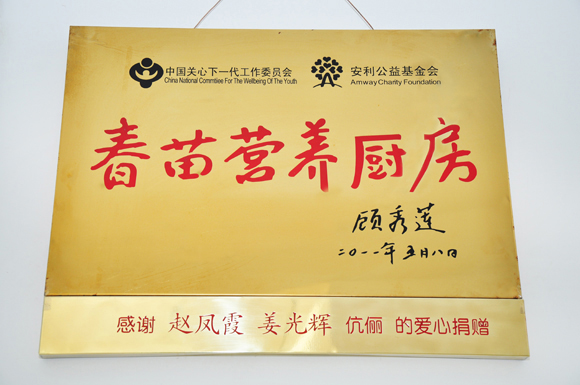 中国关心下一代工作委员会 安利公益基金会
China National Committee For The Wellbeing Of The Youth Amway Charity Foundation
春苗营养厨房
顾秀莲
二〇一一年五月八日
感谢 赵凤霞 姜光辉 伉俪 的爱心捐赠